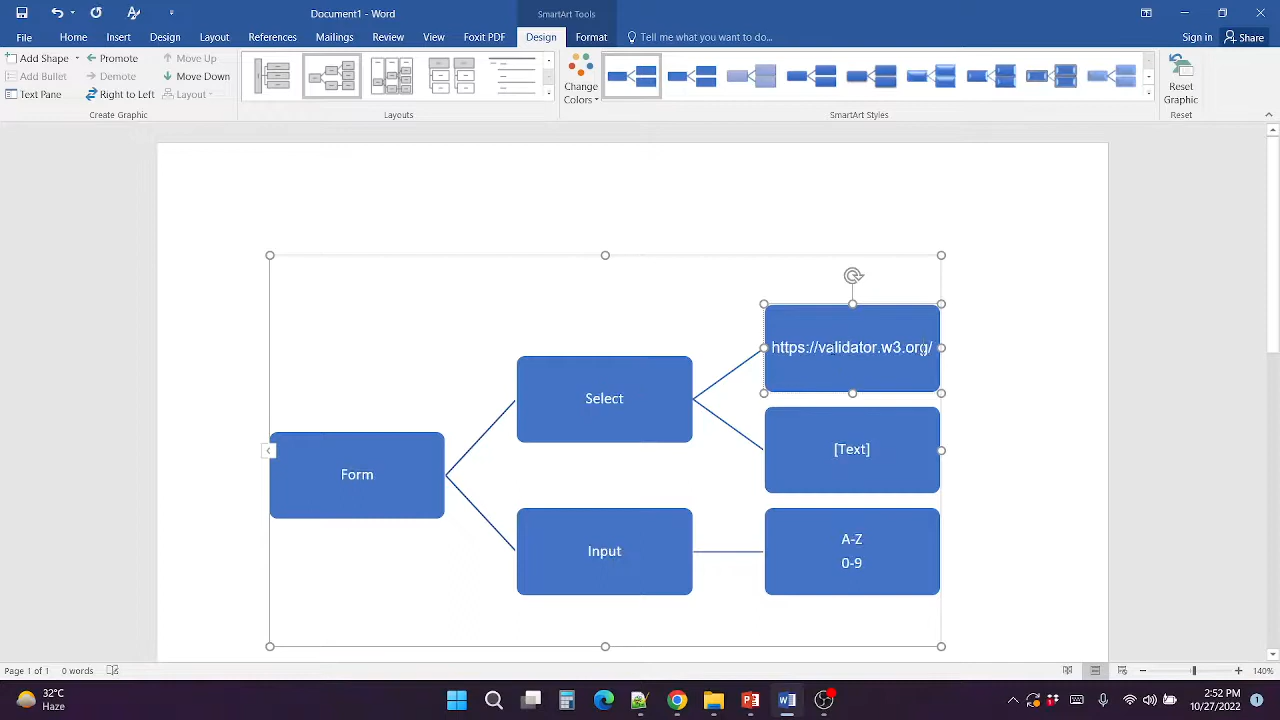 Document1 - Word
SmartArt Tools
File
Home
Insert
Design
Layout
References
Mailings
Review
View
Foxit PDF
Design
Format
Tell me what you want to do...
Sign in
Share
Add Shape
Promote
Move Up
Add Bullet
Demote
Move Down
Text Pane
Right to Left
Layout
Create Graphic
Layouts
Change
Colors
SmartArt Styles
Reset
Graphic
Reset
https://validator.w3.org/
Select
[Text]
Form
Input
A-Z
0-9
Page 1 of 1
0 words
140%
32°C
Haze
2:52 PM
10/27/2022